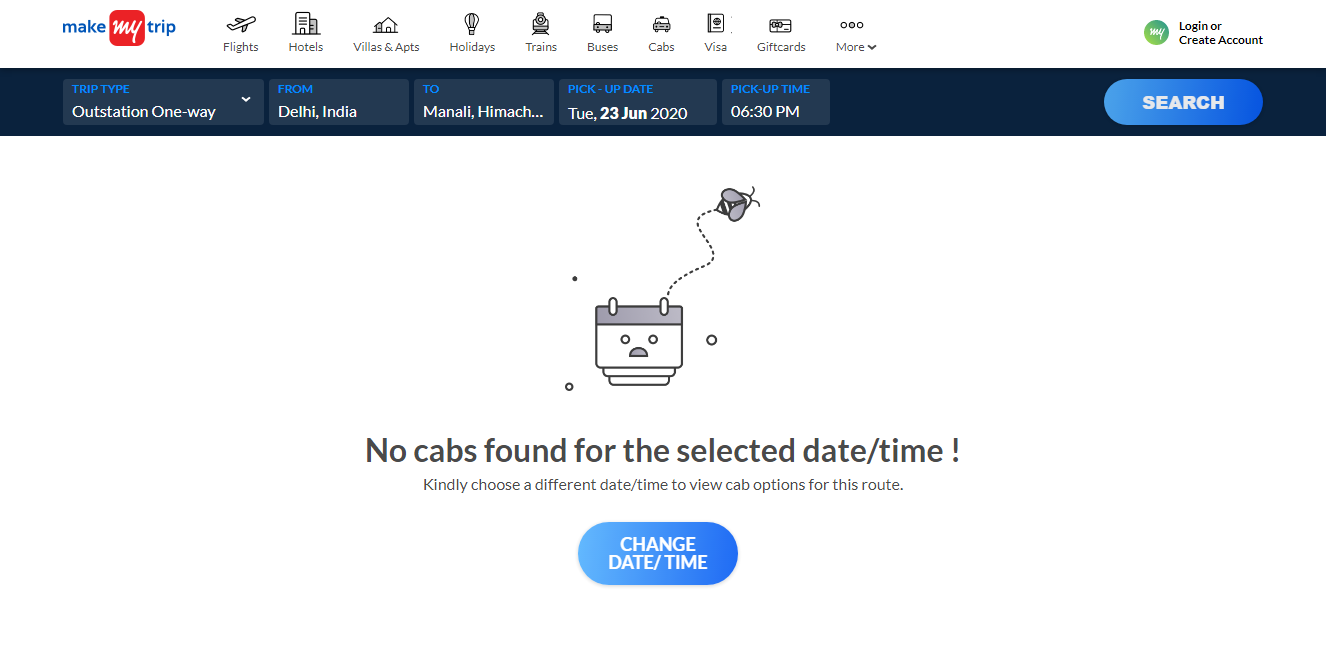 make my trip
Flights Hotels Villas & Apts Holidays Trains Buses Cabs Visa Giftcards More
Login or
Create Account
TRIP TYPE
Outstation One-way
FROM
Delhi, India
TO
Manali, Himach...
PICK - UP DATE
Tue, 23 Jun 2020
PICK-UP TIME
06:30 PM
SEARCH
No cabs found for the selected date/time !
Kindly choose a different date/time to view cab options for this route.
CHANGE
DATE/ TIME